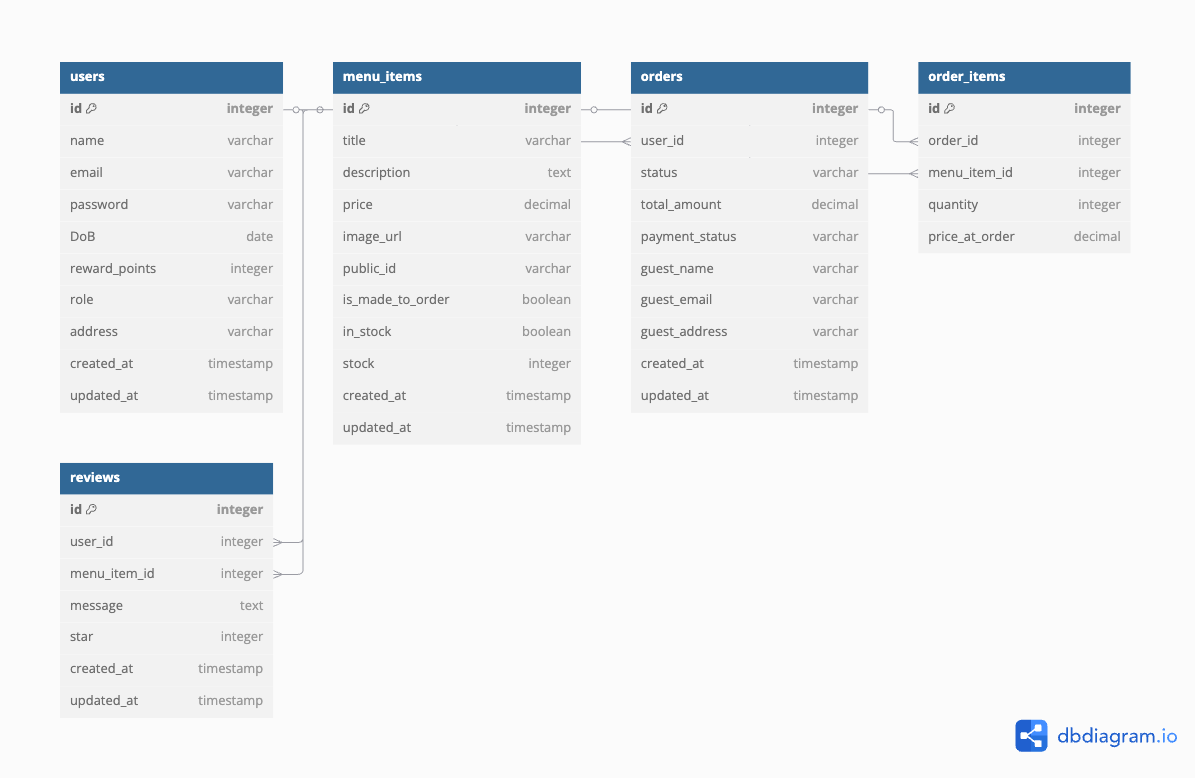 users
id integer
name varchar
email varchar
password varchar
DoB date
reward_points integer
role varchar
address varchar
created_at timestamp
updated_at timestamp
menu_items
id integer
title varchar
description text
price decimal
image_url varchar
public_id varchar
is_made_to_order boolean
in_stock boolean
stock integer
created_at timestamp
updated_at timestamp
orders
id integer
user_id integer
status varchar
total_amount decimal
payment_status varchar
guest_name varchar
guest_email varchar
guest_address varchar
created_at timestamp
updated_at timestamp
order_items
id integer
order_id integer
menu_item_id integer
quantity integer
price_at_order decimal
reviews
id integer
user_id integer
menu_item_id integer
message text
star integer
created_at timestamp
updated_at timestamp
dbdiagram.io